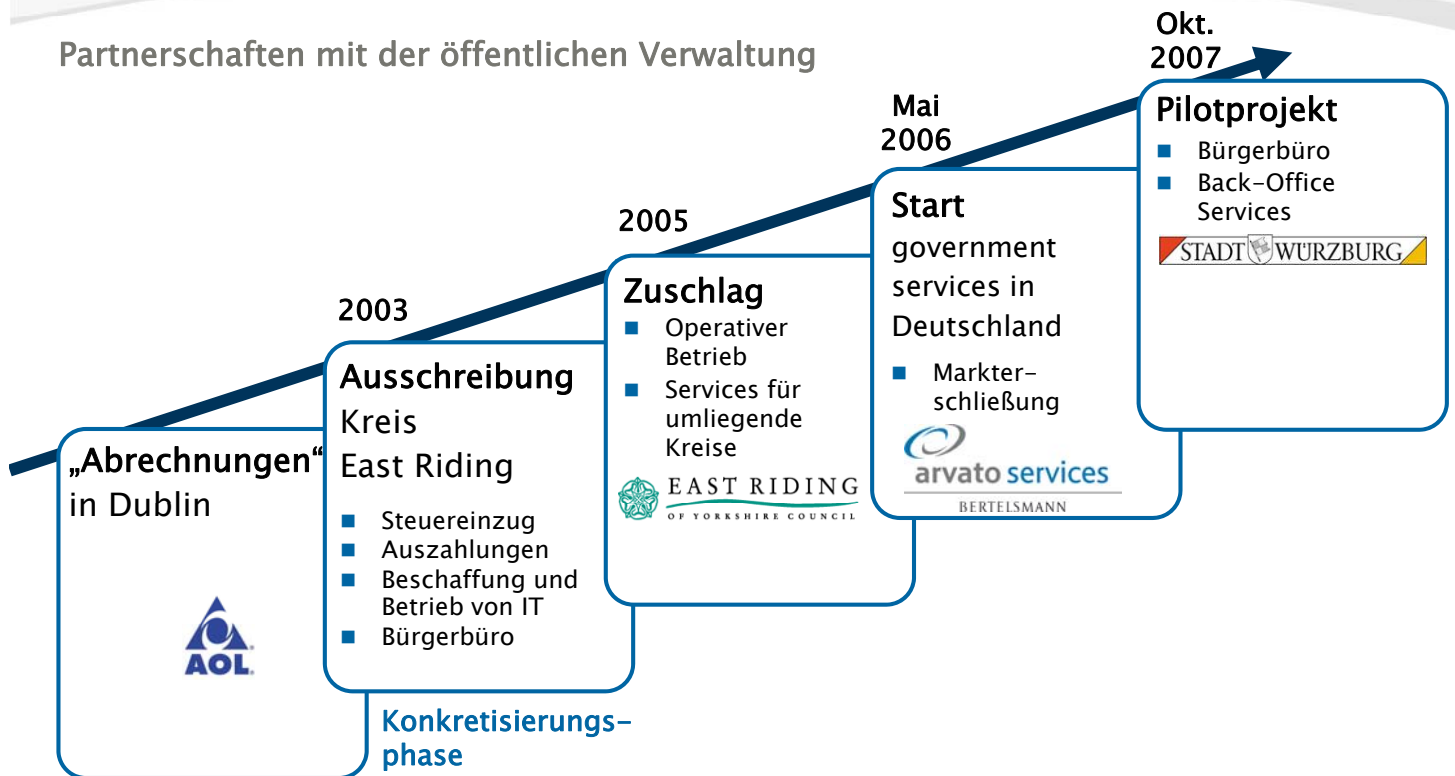 Partnerschaften mit der öffentlichen Verwaltung
„Abrechnungen“
in Dublin
AOL
2003
Ausschreibung
Kreis
East Riding
Steuereinzug
Auszahlungen
Beschaffung und
Betrieb von IT
Bürgerbüro
Konkretisierungs-
phase
2005
Zuschlag
Operativer
Betrieb
Services für
umliegende
Kreise
EAST RIDING
OF YORKSHIRE COUNCIL
Mai
2006
Start
government
services in
Deutschland
Markter-
schließung
arvato services
BERTELSMANN
Okt.
2007
Pilotprojekt
Bürgerbüro
Back-Office
Services
STADT WÜRZBURG